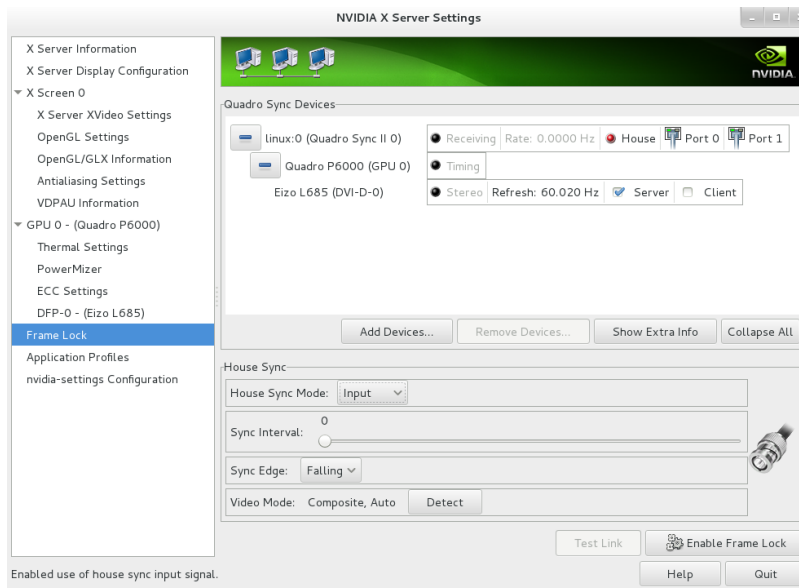 NVIDIA X Server Settings
X Server Information
X Server Display Configuration
X Screen 0
X Server XVideo Settings
OpenGL Settings
OpenGL/GLX Information
Antialiasing Settings
VDPAU Information
GPU 0 - (Quadro P6000)
Thermal Settings
PowerMizer
ECC Settings
DFP-0 - (Eizo L685)
Frame Lock
Application Profiles
nvidia-settings Configuration
NVIDIA.
Quadro Sync Devices
linux:0 (Quadro Sync II 0) Receiving Rate: 0.0000 Hz House Port 0 Port 1
Quadro P6000 (GPU 0) Timing
Eizo L685 (DVI-D-0) Stereo Refresh: 60.020 Hz Server Client
Add Devices... Remove Devices... Show Extra Info Collapse All
House Sync
House Sync Mode: Input
0
Sync Interval:
Sync Edge: Falling
Video Mode: Composite, Auto Detect
Test Link Enable Frame Lock
Enabled use of house sync input signal.
Help Quit